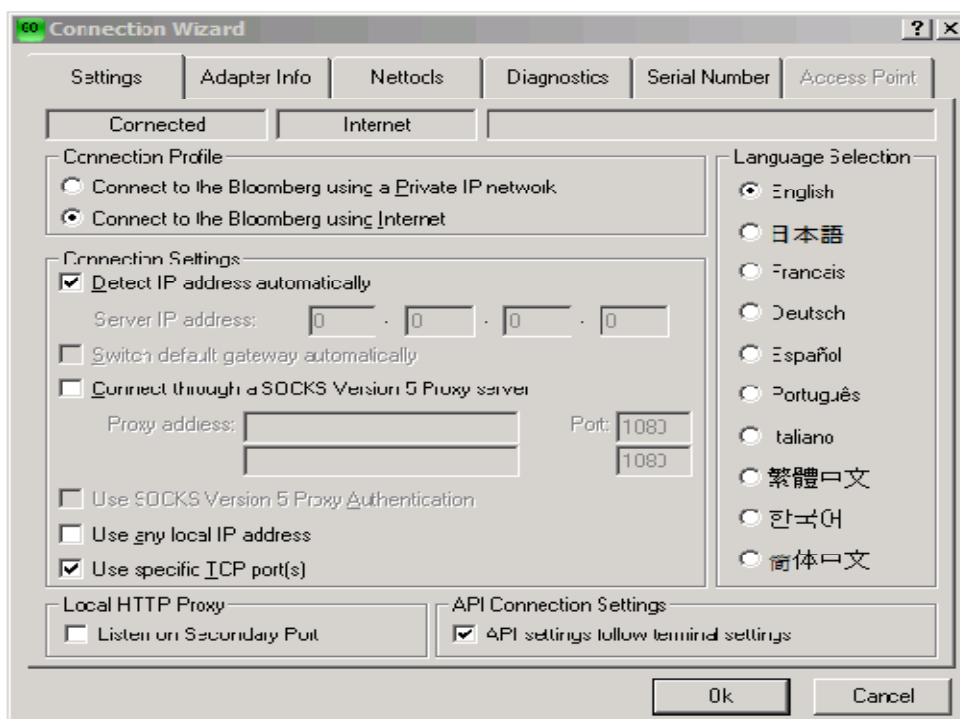 GO Connection Wizard ? X
Settings Adapter Info Nettools Diagnostics Serial Number Access Point
Connected Internet
Connection Profile
Connect to the Bloomberg using a Private IP network
Connect to the Bloomberg using Internet
Connection Settings
Detect IP address automatically
Server IP address: 0 . 0 . 0 . 0
Switch default gateway automatically
Connect through a SOCKS Version 5 Proxy server
Proxy address: Port: 1080
1080
Use SOCKS Version 5 Proxy Authentication
Use any local IP address
Use specific TCP port(s)
Language Selection
English
日本語
Francais
Deutsch
Español
Português
Italiano
繁體中文
한국어
简体中文
Local HTTP Proxy
Listen on Secondary Port
API Connection Settings
API settings follow terminal settings
Ok Cancel